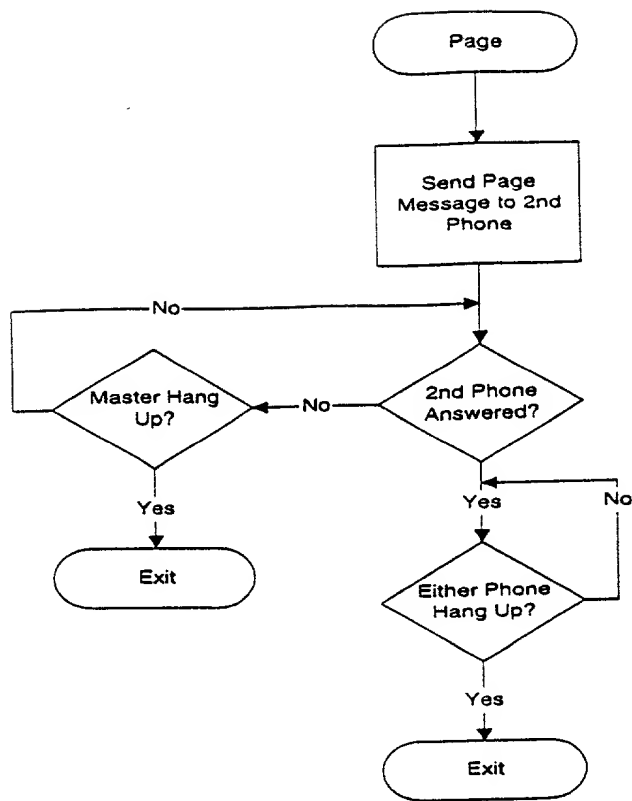 Page
Send Page
Message to 2nd
Phone
No
Master Hang
Up?
No
2nd Phone
Answered?
Yes
Yes
No
Exit
Either Phone
Hang Up?
Yes
Exit